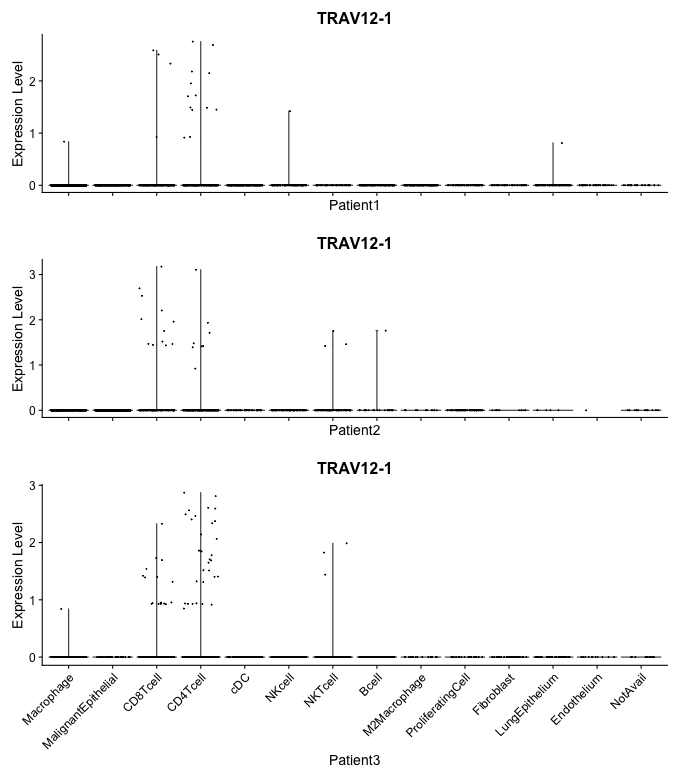 TRAV12-1
Expression Level
2
1
0
Patient1
TRAV12-1
Expression Level
3
2
1
0
Patient2
TRAV12-1
Expression Level
3
2
1
0
Macrophage
MalignantEpithelial
CD8Tcell
CD4Tcell
cDC
NKcell
NKTcell
Bcell
M2Macrophage
ProliferatingCell
Fibroblast
LungEpithelium
Endothelium
NotAvail
Patient3